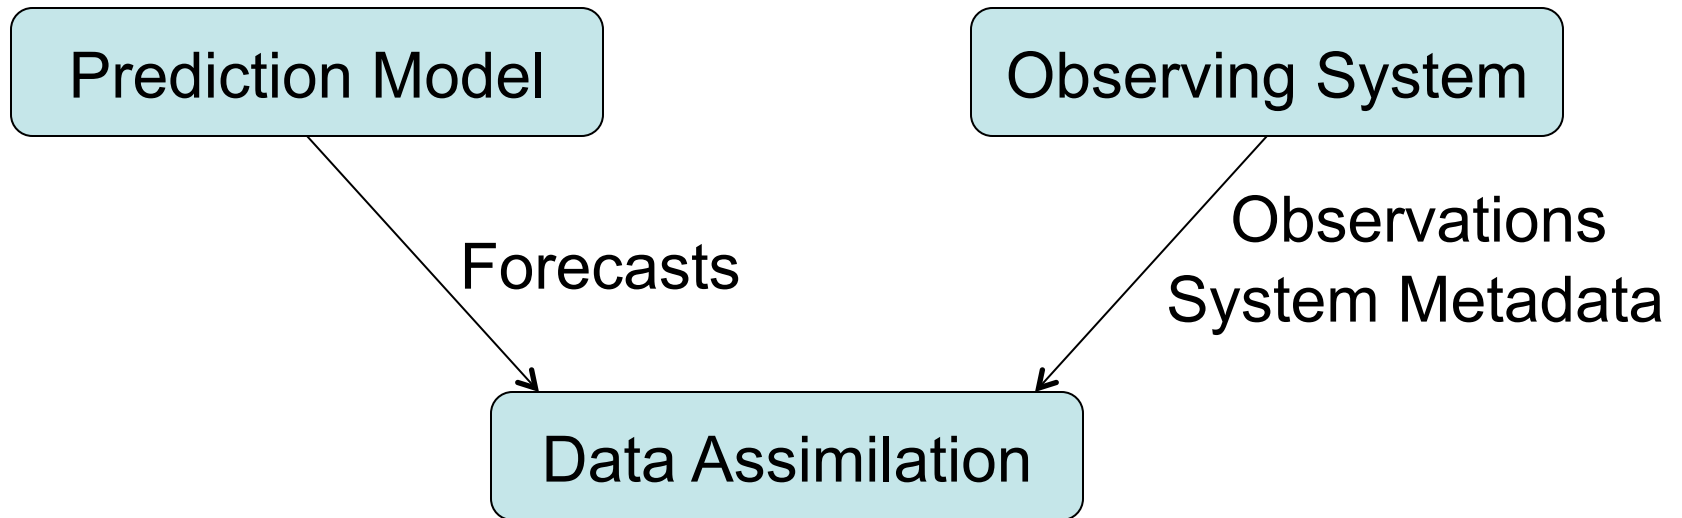 Prediction Model
Observing System
Forecasts
Observations
System Metadata
Data Assimilation